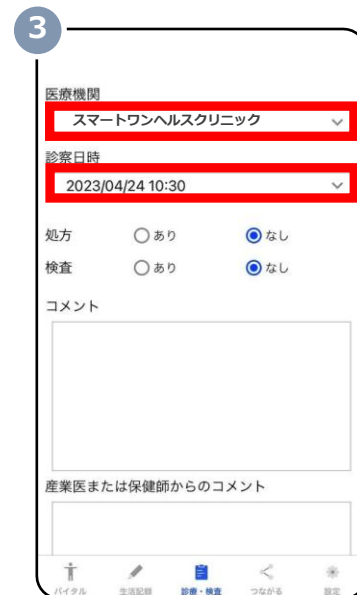 3
医療機関
スマートワンヘルスクリニック
診察日時
2023/04/24 10:30
処方 あり なし
検査 あり なし
コメント
産業医または保健師からのコメント
バイタル 生活記録 診療・検査 つながる 設定